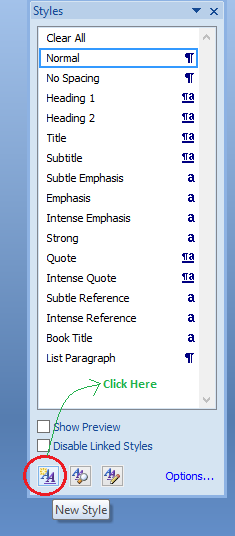 Styles
Clear All
Normal ¶
No Spacing ¶
Heading 1 ¶a
Heading 2 ¶a
Title ¶a
Subtitle ¶a
Subtle Emphasis a
Emphasis a
Intense Emphasis a
Strong a
Quote ¶a
Intense Quote ¶a
Subtle Reference a
Intense Reference a
Book Title a
List Paragraph ¶
Click Here
Show Preview
Disable Linked Styles
Options...
New Style